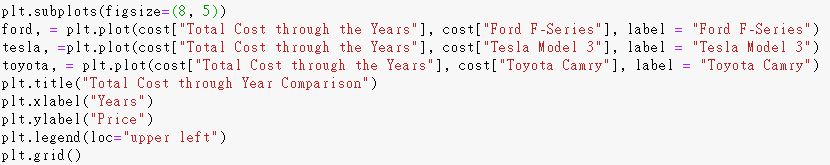 plt.subplots(figsize=(8, 5))
ford, = plt.plot(cost["Total Cost through the Years"], cost["Ford F-Series"], label = "Ford F-Series")
tesla, =plt.plot(cost["Total Cost through the Years"], cost["Tesla Model 3"], label = "Tesla Model 3")
toyota, = plt.plot(cost["Total Cost through the Years"], cost["Toyota Camry"], label = "Toyota Camry")
plt.title("Total Cost through Year Comparison")
plt.xlabel("Years")
plt.ylabel("Price")
plt.legend(loc="upper left")
plt.grid()